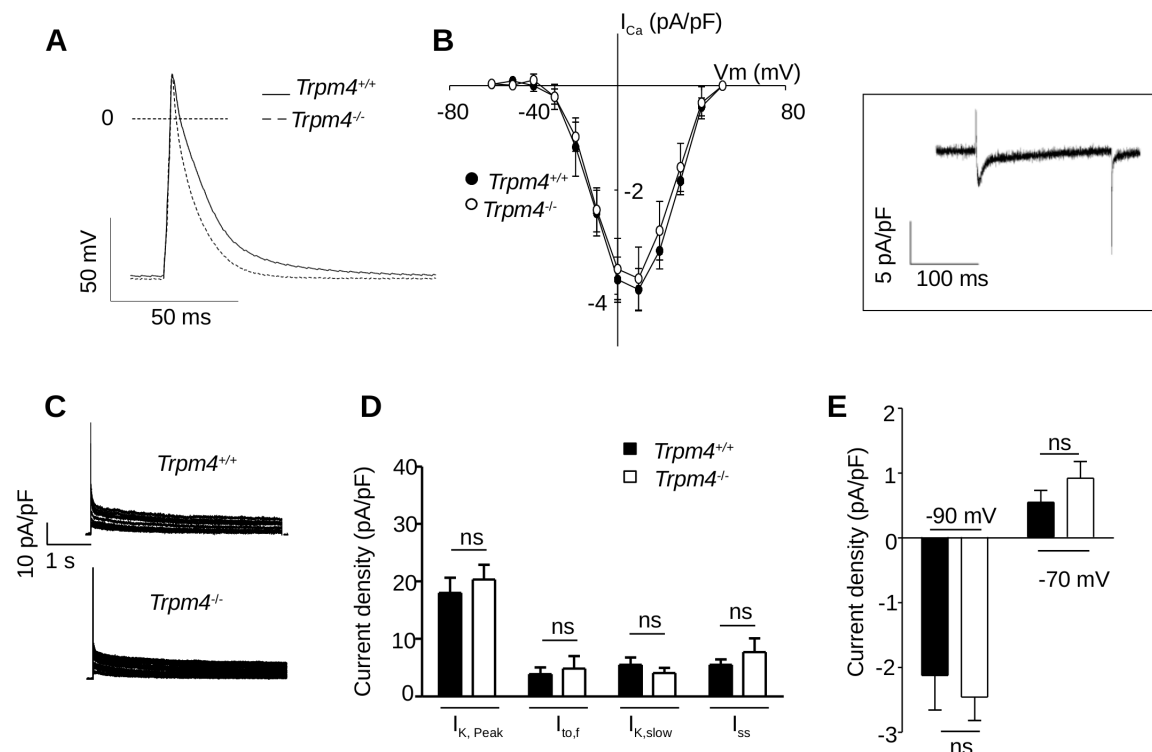 A
Trpm4+/+
0
Trpm4-/-
50 mV
50 ms
B
ICa (pA/pF)
Vm (mV)
-80
-40
80
Trpm4+/+
Trpm4-/-
-2
-4
5 pA/pF
100 ms
C
Trpm4+/+
10 pA/pF
1 s
Trpm4-/-
D
Trpm4+/+
Trpm4-/-
Current density (pA/pF)
40
30
20
10
0
ns
ns
ns
ns
IK, Peak
Ito,f
IK,slow
Iss
E
Current density (pA/pF)
2
1
0
-1
-2
-3
ns
-90 mV
-70 mV
ns